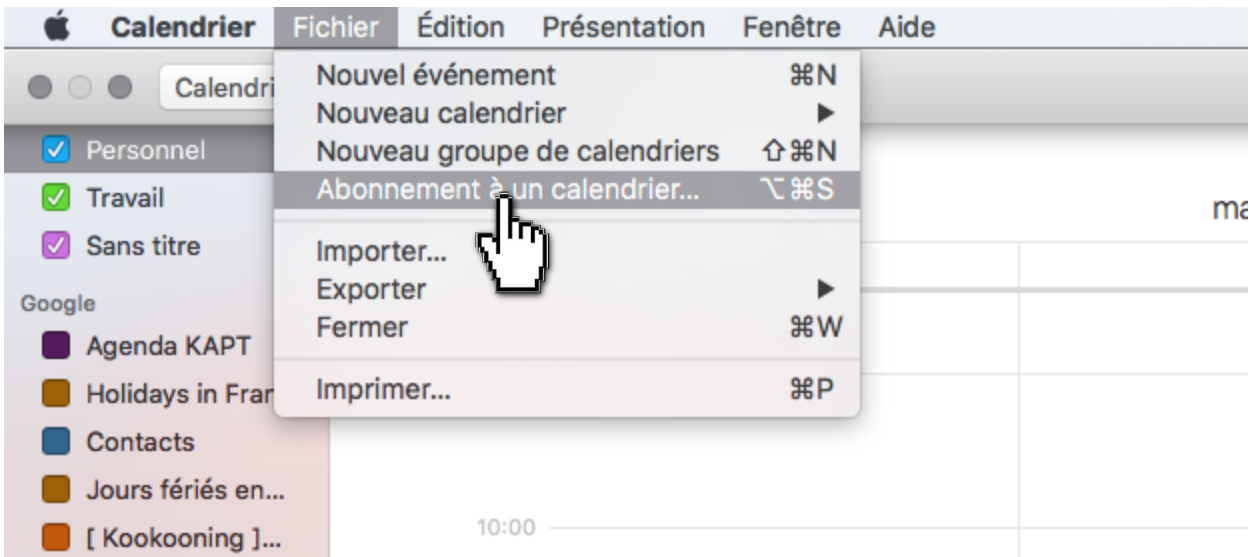 Calendrier Fichier Édition Présentation Fenêtre Aide
Calendri
Nouvel événement ⌘N
Nouveau calendrier ▶
Nouveau groupe de calendriers ⇧⌘N
Abonnement à un calendrier... ⌥⌘S
Importer...
Exporter ▶
Fermer ⌘W
Imprimer... ⌘P
Personnel
Travail
Sans titre
Google
Agenda KAPT
Holidays in Fran
Contacts
Jours fériés en...
[ Kookooning ]...
ma
10:00